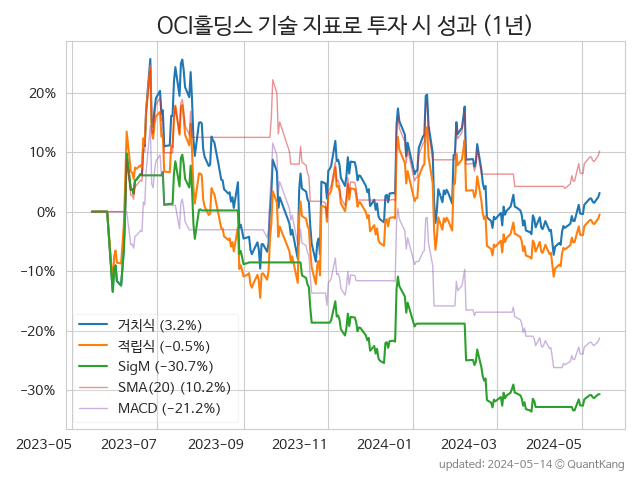 OCI홀딩스 기술 지표로 투자 시 성과 (1년)
20%
10%
0%
−10%
−20%
−30%
거치식 (3.2%)
적립식 (−0.5%)
SigM (−30.7%)
SMA(20) (10.2%)
MACD (−21.2%)
2023-05 2023-07 2023-09 2023-11 2024-01 2024-03 2024-05
updated: 2024-05-14 © QuantKang